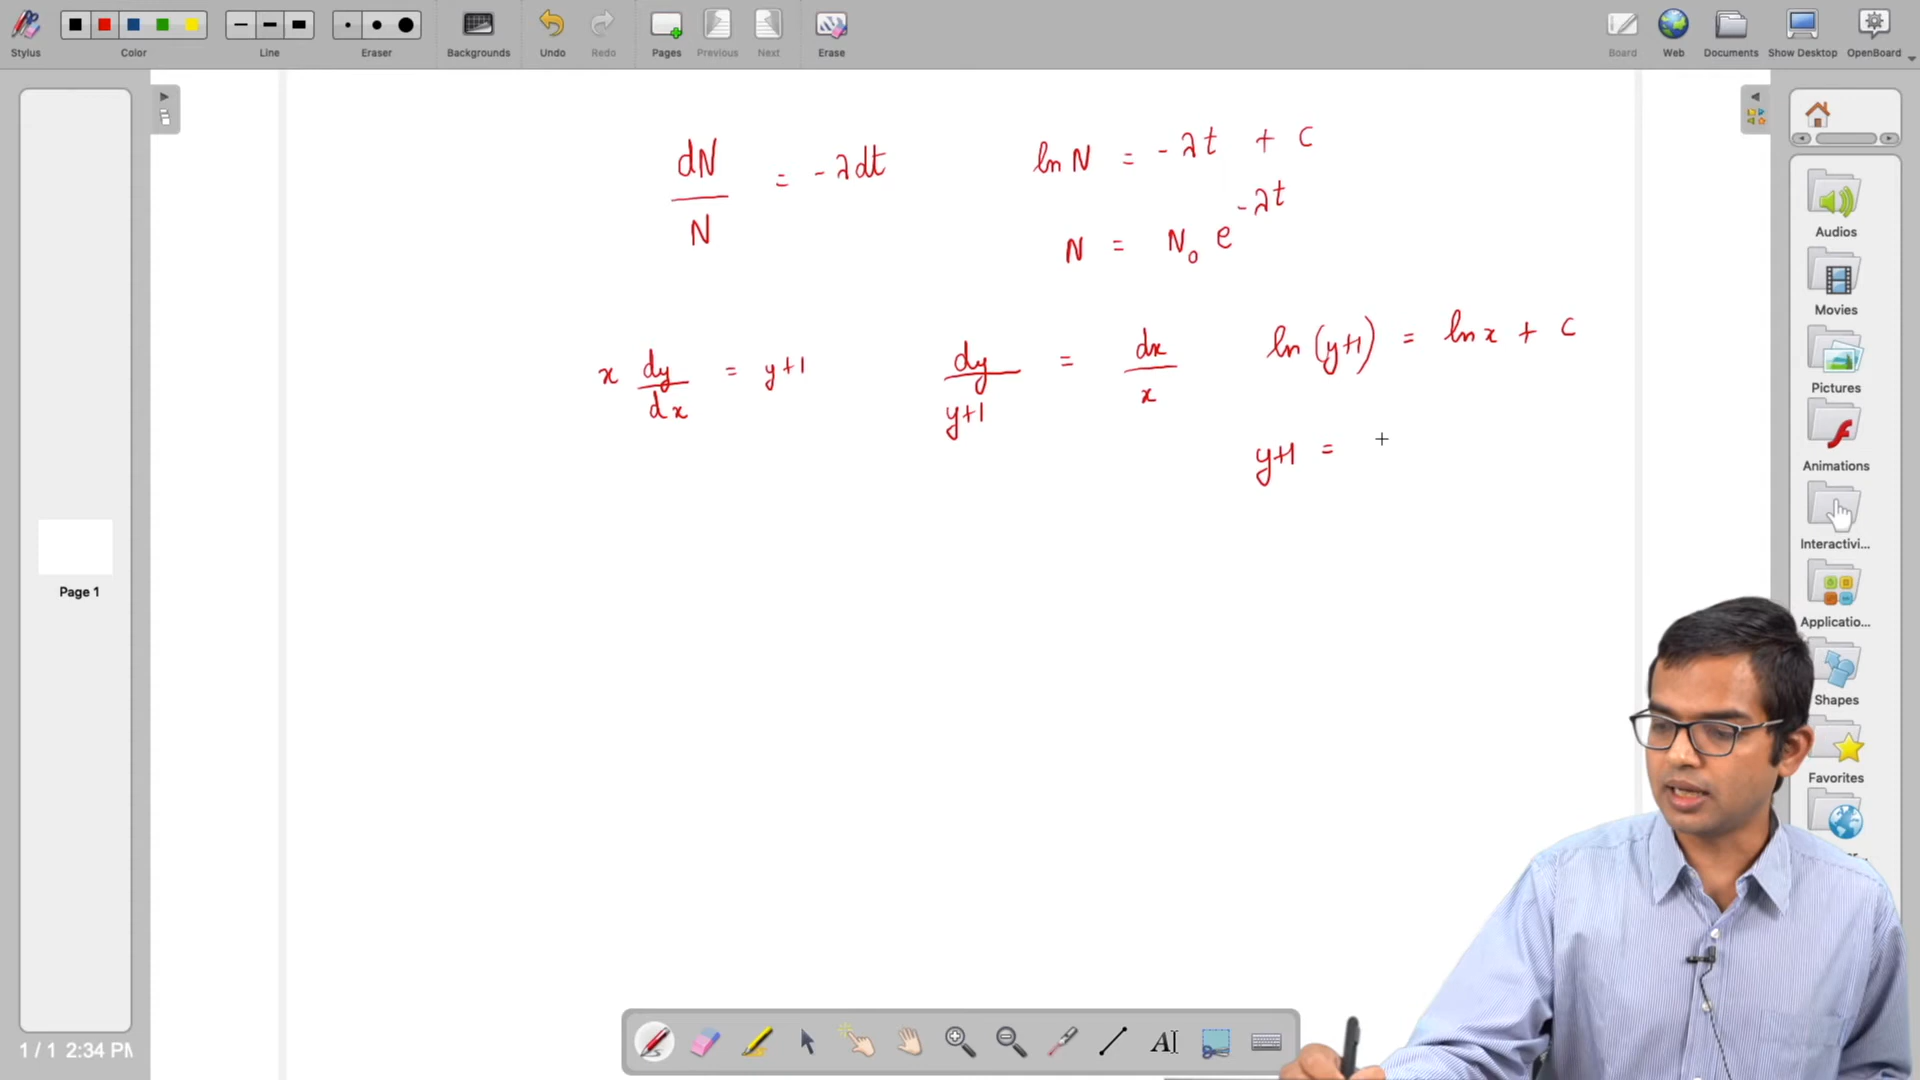 Stylus
Color
Line
Eraser
Backgrounds
Undo
Redo
Pages
Previous
Next
Erase
Board
Web
Documents
Show Desktop
OpenBoard
dN/N = -λdt
ln N = -λt + c
N = N₀ e^{-λt}
x dy/dx = y+1
dy/y+1 = dx/x
ln (y+1) = ln x + c
y+1 =
Page 1
Audios
Movies
Pictures
Animations
Interactivi...
Applicatio...
Shapes
Favorites
1 / 1 2:34 PM